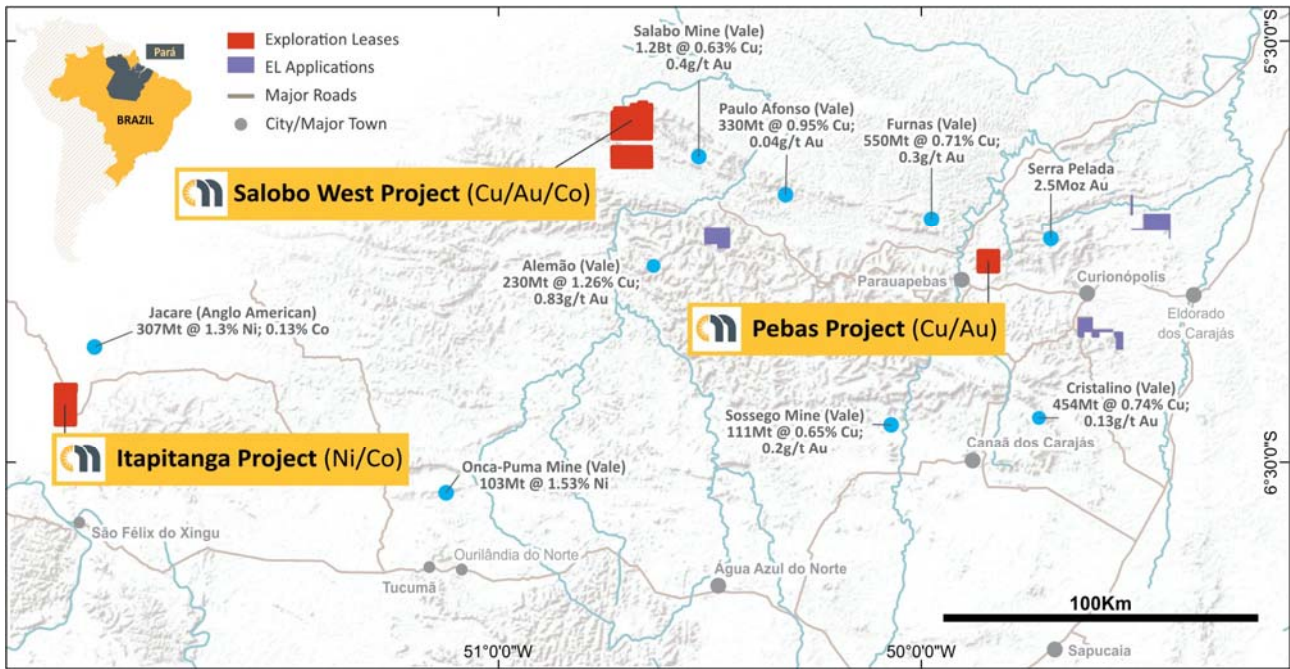 Pará
BRAZIL
Exploration Leases
EL Applications
Major Roads
City/Major Town
Salabo Mine (Vale)
1.2Bt @ 0.63% Cu;
0.4g/t Au
5°30'0"S
Paulo Afonso (Vale)
330Mt @ 0.95% Cu;
0.04g/t Au
Furnas (Vale)
550Mt @ 0.71% Cu;
0.3g/t Au
Serra Pelada
2.5Moz Au
Salobo West Project (Cu/Au/Co)
Alemão (Vale)
230Mt @ 1.26% Cu;
0.83g/t Au
Parauapebas
Curionópolis
Eldorado
dos Carajás
Jacare (Anglo American)
307Mt @ 1.3% Ni; 0.13% Co
Pebas Project (Cu/Au)
Cristalino (Vale)
454Mt @ 0.74% Cu;
0.13g/t Au
Sossego Mine (Vale)
111Mt @ 0.65% Cu;
0.2g/t Au
Canaã dos Carajás
6°30'0"S
Itapitanga Project (Ni/Co)
Onca-Puma Mine (Vale)
103Mt @ 1.53% Ni
São Félix do Xingu
Ourilândia do Norte
Tucumã
Água Azul do Norte
100Km
51°0'0"W
50°0'0"W
Sapucaia